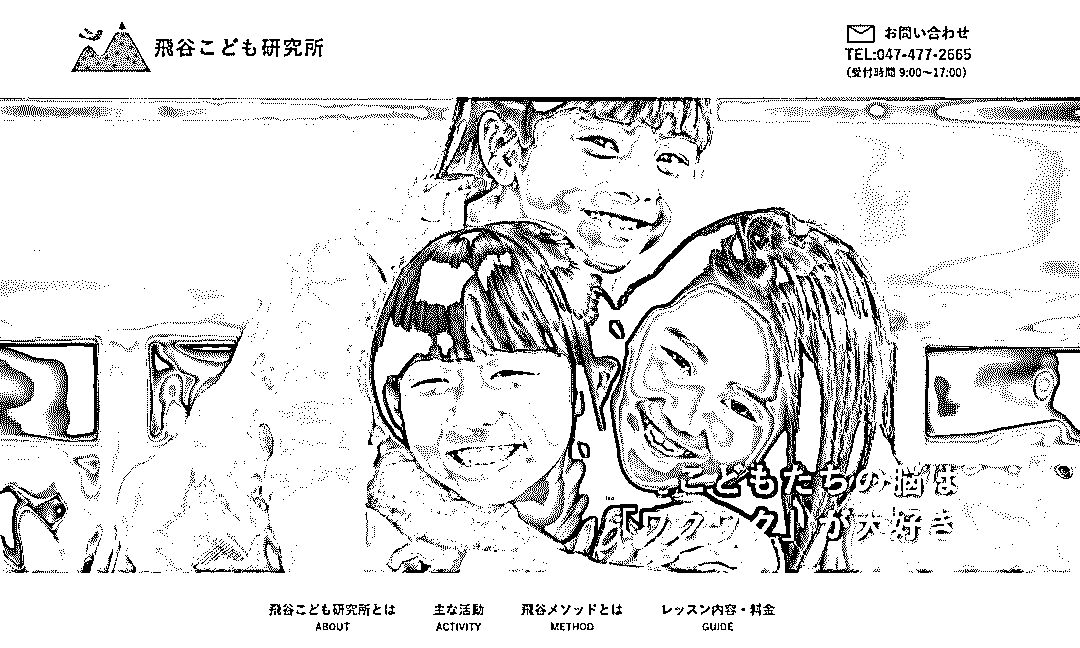 飛谷こども研究所
お問い合わせ
TEL:047-477-2665
(受付時間 9:00~17:00)
こどもたちの脳は
「ワクワク」が大好き
飛谷こども研究所とは
ABOUT
主な活動
ACTIVITY
飛谷メソッドとは
METHOD
レッスン内容・料金
GUIDE